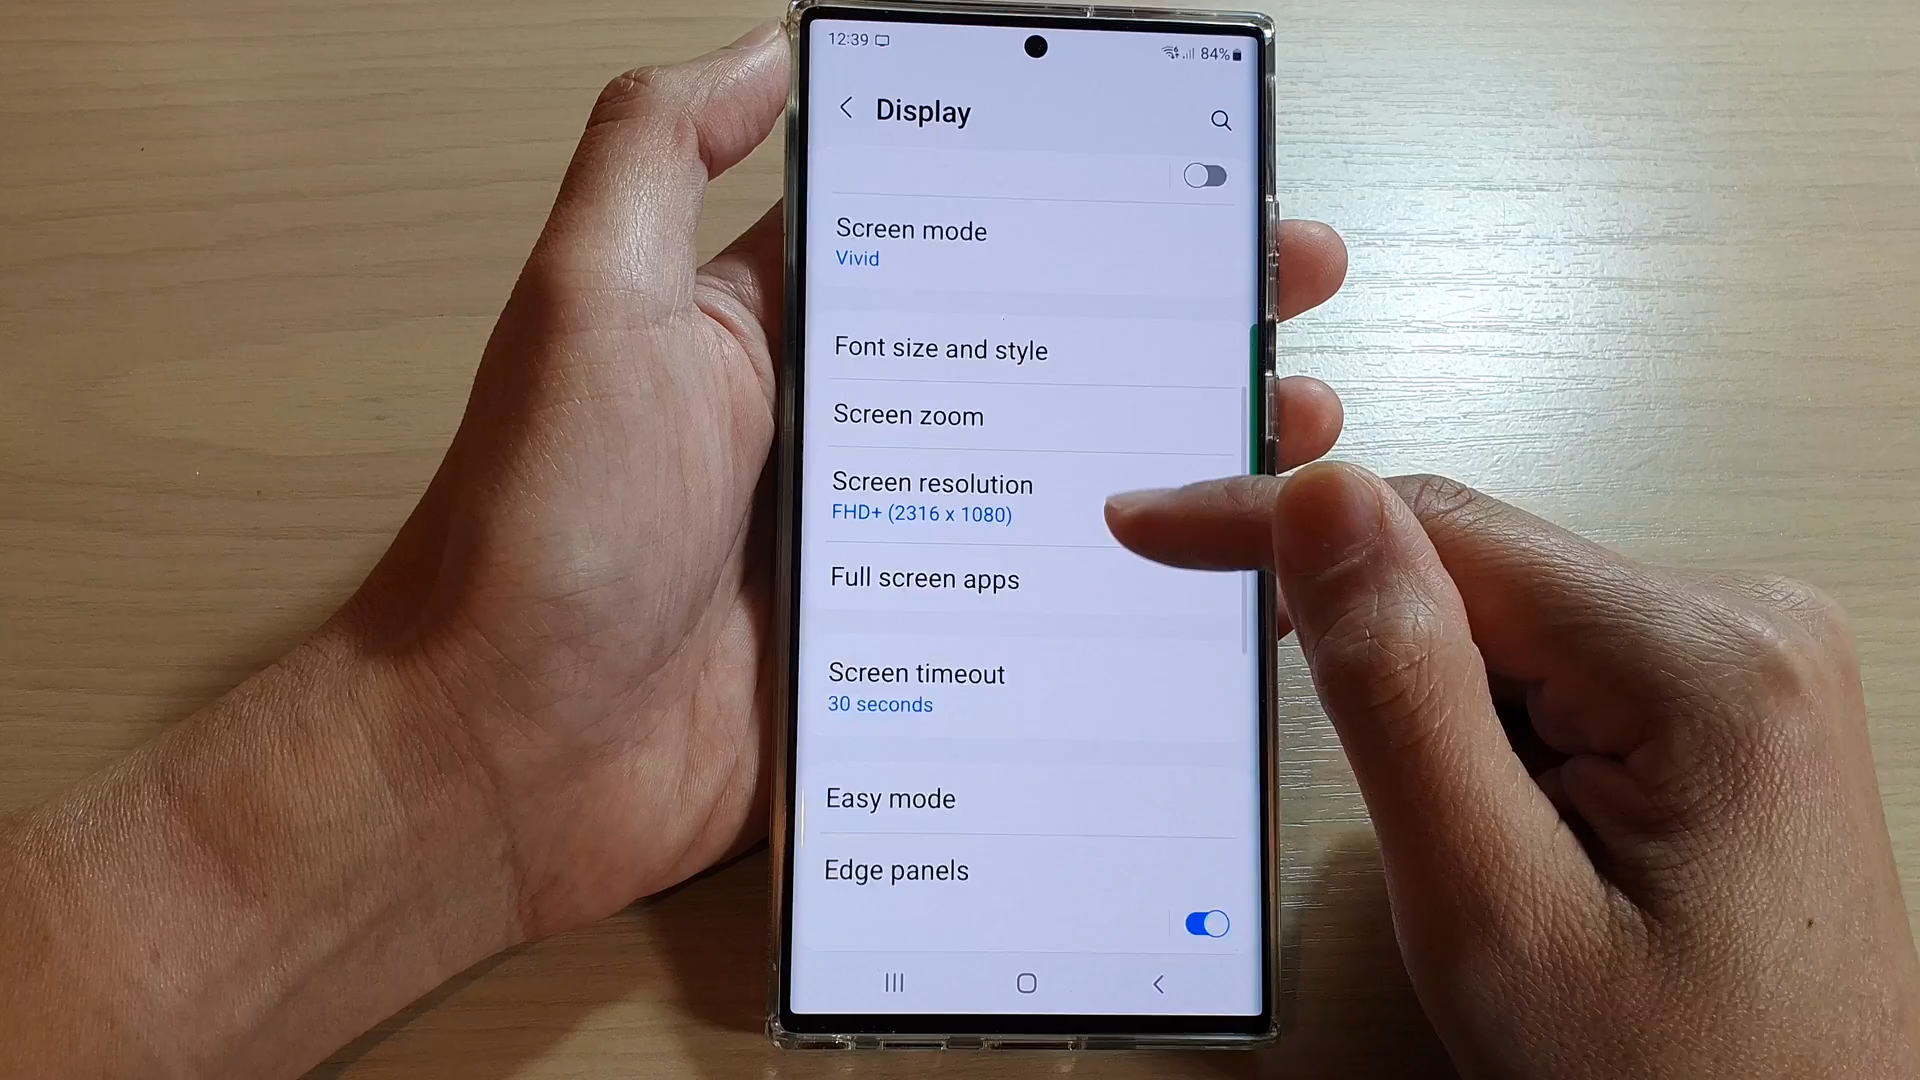 12:39
84%
Display
Screen mode
Vivid
Font size and style
Screen zoom
Screen resolution
FHD+ (2316 x 1080)
Full screen apps
Screen timeout
30 seconds
Easy mode
Edge panels